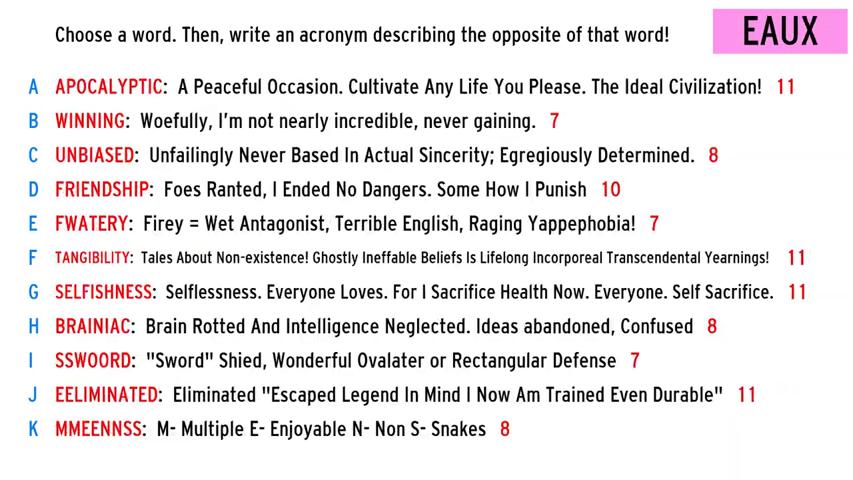 Choose a word. Then, write an acronym describing the opposite of that word!
EAUX
A APOCALYPTIC: A Peaceful Occasion. Cultivate Any Life You Please. The Ideal Civilization! 11
B WINNING: Woefully, I'm not nearly incredible, never gaining. 7
C UNBIASED: Unfailingly Never Based In Actual Sincerity; Egregiously Determined. 8
D FRIENDSHIP: Foes Ranted, I Ended No Dangers. Some How I Punish 10
E FWATERY: Firey = Wet Antagonist, Terrible English, Raging Yappephobia! 7
F TANGIBILITY: Tales About Non-existence! Ghostly Ineffable Beliefs Is Lifelong Incorporeal Transcendental Yearnings! 11
G SELFISHNESS: Selflessness. Everyone Loves. For I Sacrifice Health Now. Everyone. Self Sacrifice. 11
H BRAINIAC: Brain Rotted And Intelligence Neglected. Ideas abandoned, Confused 8
I SSWOORD: "Sword" Shied, Wonderful Ovalater or Rectangular Defense 7
J EELIMINATED: Eliminated "Escaped Legend In Mind I Now Am Trained Even Durable" 11
K MMEENNSS: M- Multiple E- Enjoyable N- Non S- Snakes 8